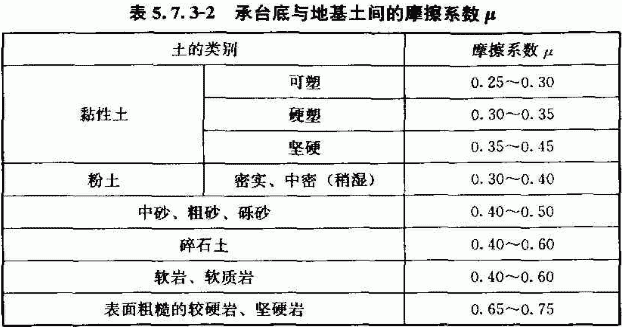 表 5.7.3-2 承台底与地基土间的摩擦系数 μ
土的类别 摩擦系数 μ
黏性土 可塑 0.25～0.30
硬塑 0.30～0.35
坚硬 0.35～0.45
粉土 密实、中密（稍湿） 0.30～0.40
中砂、粗砂、砾砂 0.40～0.50
碎石土 0.40～0.60
软岩、软质岩 0.40～0.60
表面粗糙的较硬岩、坚硬岩 0.65～0.75